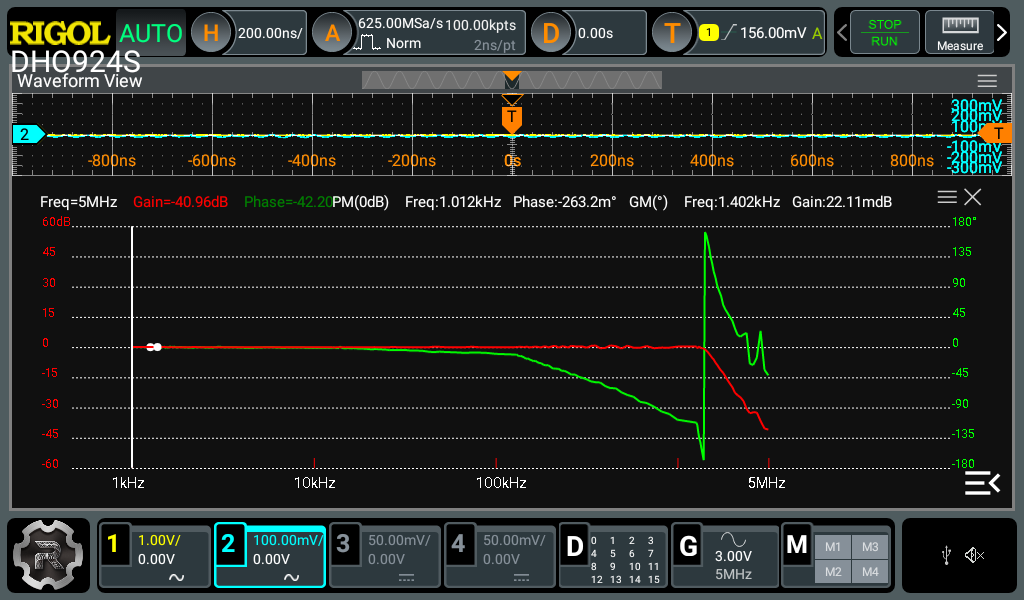 RIGOL AUTO H 200.00ns/ A 625.00MSa/s 100.00kpts D 0.00s T 1 156.00mV A STOP
Norm 2ns/pt RUN Measure
DHO924S
Waveform View
T
300mV
200mV
2 T
-100mV
-200mV
-300mV
-800ns -600ns -400ns -200ns 0s 200ns 400ns 600ns 800ns
Freq=5MHz Gain=-40.96dB Phase=-42.20 PM(0dB) Freq:1.012kHz Phase:-263.2m° GM(°) Freq:1.402kHz Gain:22.11mdB
60dB 180°
45 135
30 90
15 45
0 0
-15 -45
-30 -90
-45 -135
-60 -180
1kHz 10kHz 100kHz 5MHz
1 1.00V/ 2 100.00mV/ 3 50.00mV/ 4 50.00mV/ D 0 1 2 3 G M M1 M3
0.00V 0.00V 0.00V 0.00V 4 5 6 7 3.00V
8 9 10 11 5MHz M2 M4
12 13 14 15